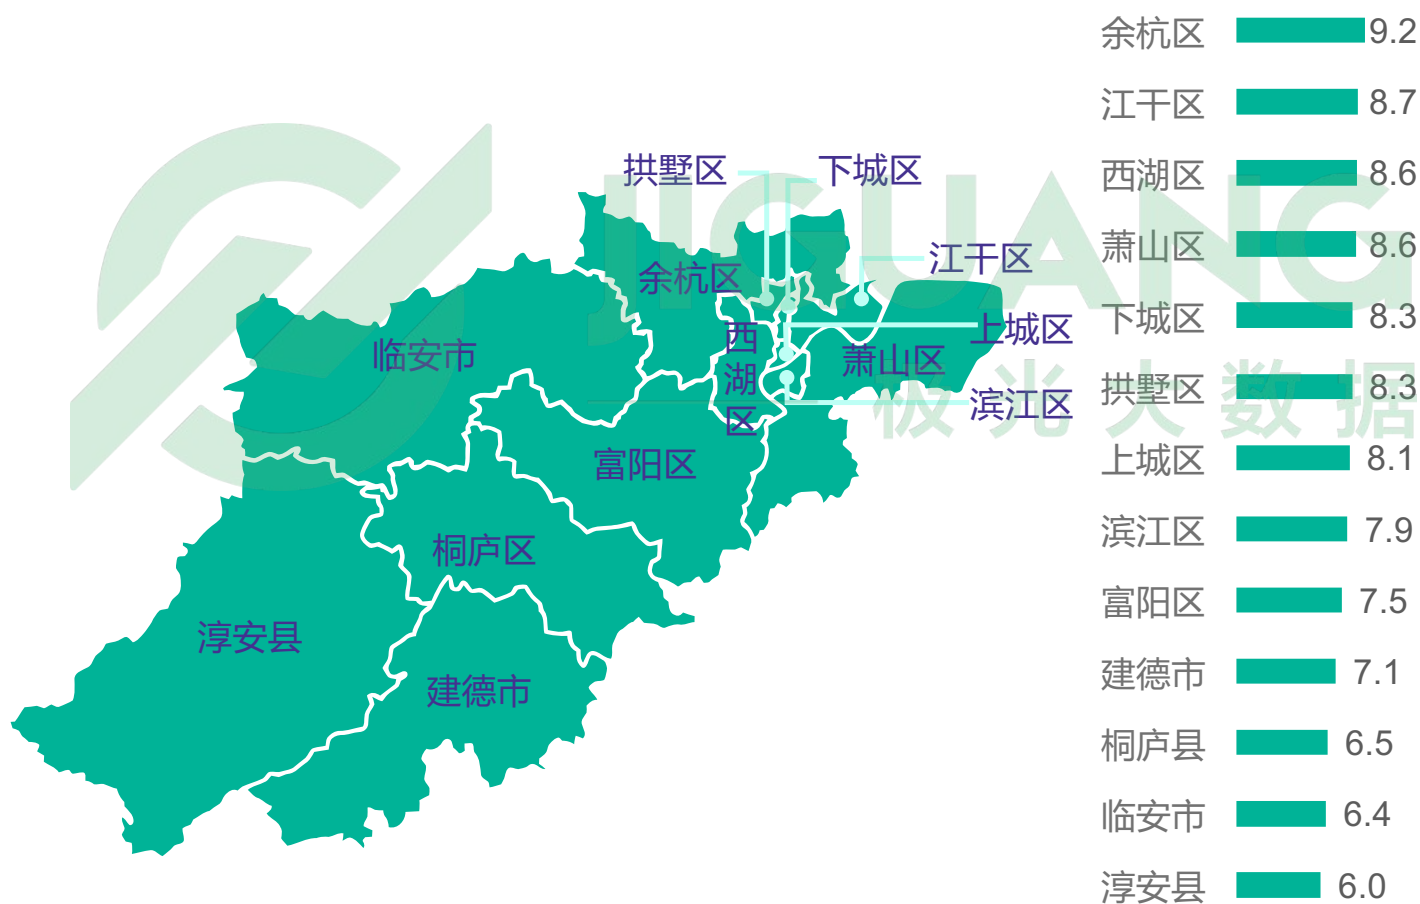 拱墅区
下城区
余杭区
江干区
西湖区
上城区
临安市
萧山区
滨江区
富阳区
桐庐区
淳安县
建德市
JIGUANG
极光大数据
余杭区 9.2
江干区 8.7
西湖区 8.6
萧山区 8.6
下城区 8.3
拱墅区 8.3
上城区 8.1
滨江区 7.9
富阳区 7.5
建德市 7.1
桐庐县 6.5
临安市 6.4
淳安县 6.0